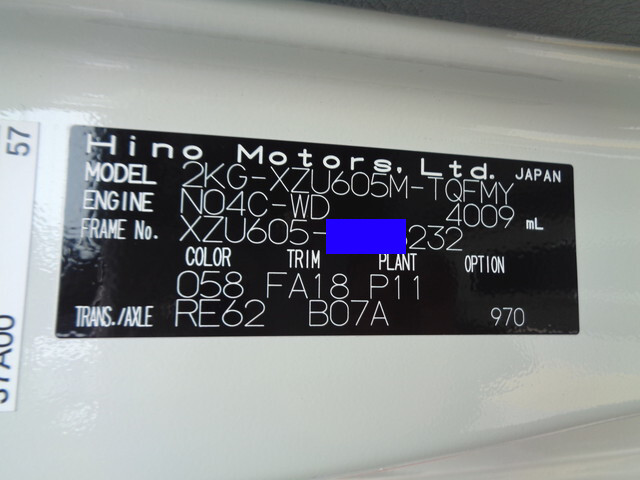 Hino Motors, Ltd. JAPAN
MODEL 2KG-XZU605M-TQFMY
ENGINE N04C-WD 4009 mL
FRAME No. XZU605- 232
COLOR TRIM PLANT OPTION
058 FA18 P11
TRANS./AXLE RE62 B07A 970
57